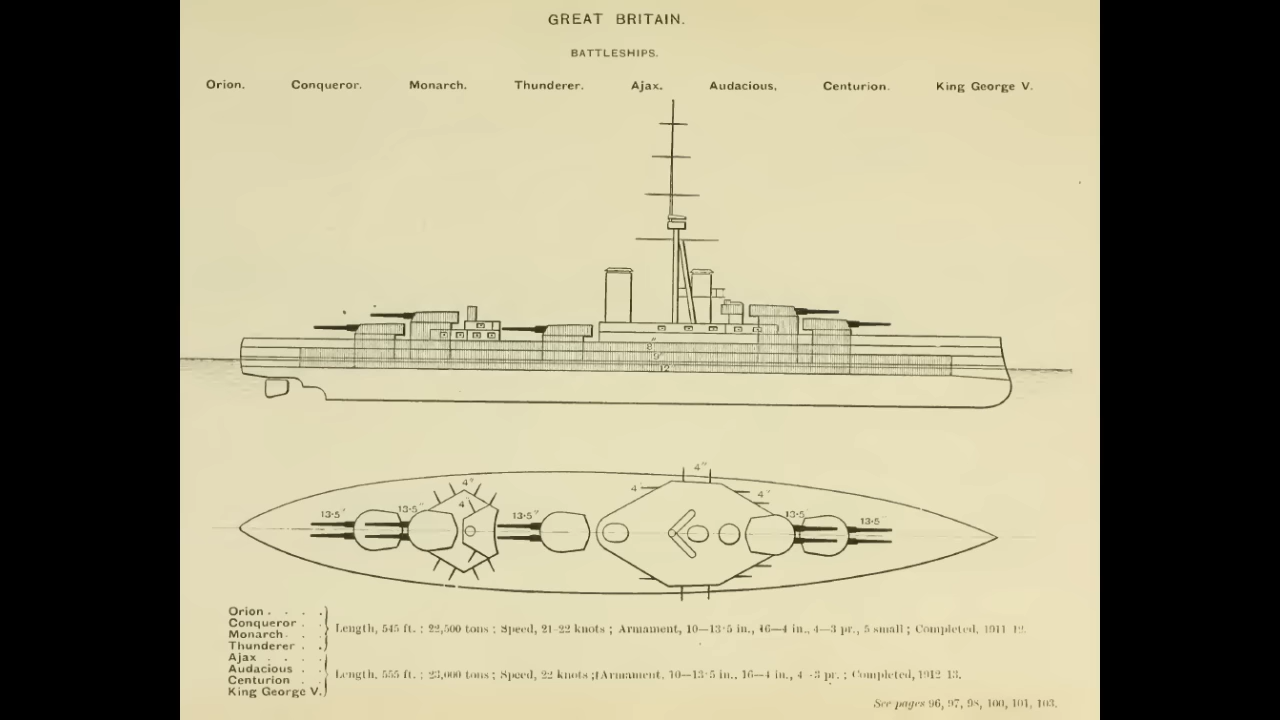 GREAT BRITAIN.
BATTLESHIPS.
Orion. Conqueror. Monarch. Thunderer. Ajax. Audacious, Centurion. King George V.
8"
9"
12
4"
4" 4 4"
4"
13·5" 13·5" 13·5" 13·5 13·5
Orion . . . .
Conqueror . .
Monarch . .
Thunderer . .
Length, 545 ft. ; 22,500 tons ; Speed, 21-22 knots ; Armament, 10—13·5 in., 16—4 in., 4—3 pr., 5 small ; Completed, 1911 12.
Ajax . . . .
Audacious . .
Centurion . .
King George V.
Length, 555 ft. ; 23,000 tons ; Speed, 22 knots ; Armament, 10—13·5 in., 16—4 in., 4 -3 pr. ; Completed, 1912 13.
See pages 96, 97, 98, 100, 101, 103.